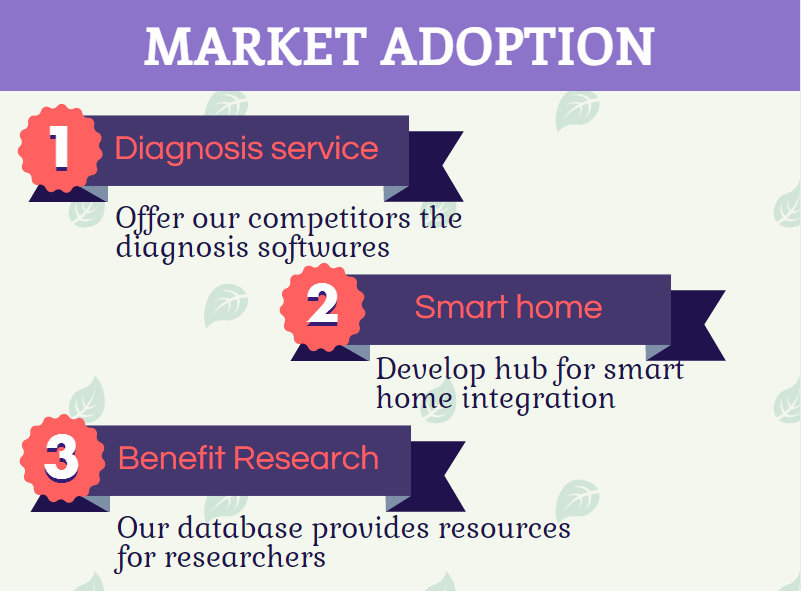 MARKET ADOPTION
1
Diagnosis service
Offer our competitors the
diagnosis softwares
2
Smart home
Develop hub for smart
home integration
3
Benefit Research
Our database provides resources
for researchers